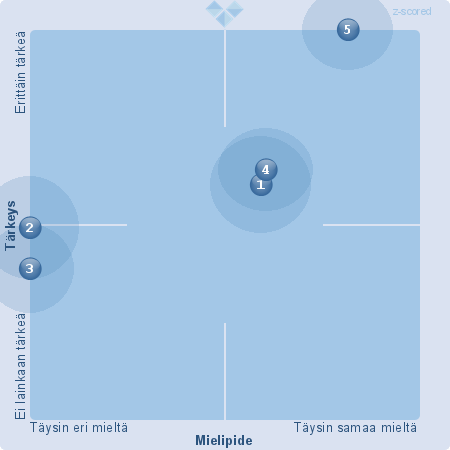 z-scored
5
Erittäin tärkeä
4
1
Tärkeys
2
3
Ei lainkaan tärkeä
Täysin eri mieltä
Täysin samaa mieltä
Mielipide